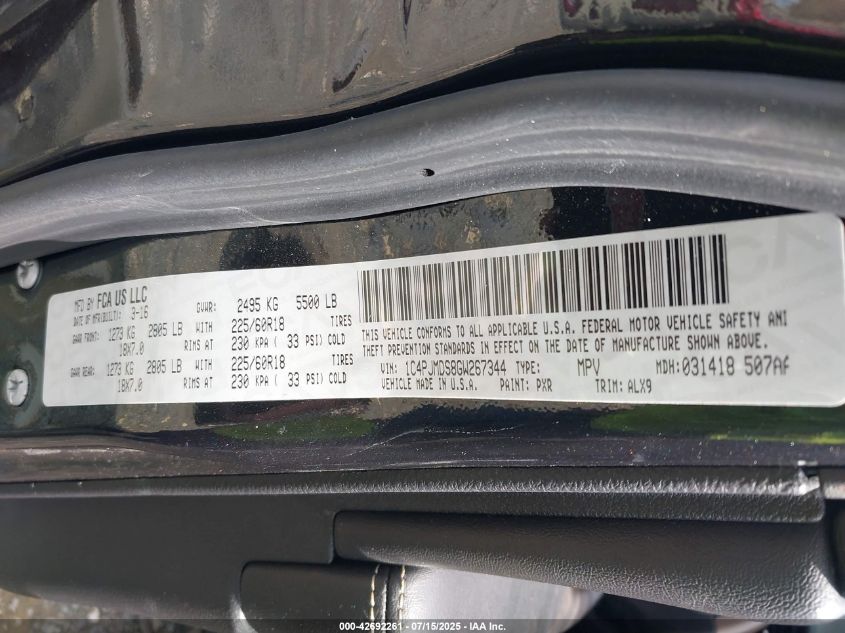 MFD BY FCA US LLC
DATE OF MFR(BUILT): 3-16 GVWR: 2495 KG 5500 LB
GAWR FRONT: 1273 KG 2805 LB WITH 225/60R18 TIRES
18X7.0 RIMS AT 230 KPA ( 33 PSI) COLD
GAWR REAR: 1273 KG 2805 LB WITH 225/60R18 TIRES
18X7.0 RIMS AT 230 KPA ( 33 PSI) COLD
THIS VEHICLE CONFORMS TO ALL APPLICABLE U.S.A. FEDERAL MOTOR VEHICLE SAFETY AND
THEFT PREVENTION STANDARDS IN EFFECT ON THE DATE OF MANUFACTURE SHOWN ABOVE.
VIN: 1C4PJMDS8GW267344 TYPE: MPV MDH:031418 507AF
VEHICLE MADE IN U.S.A. PAINT: PXR TRIM: ALX9
000-42692261 - 07/15/2025 - IAA Inc.